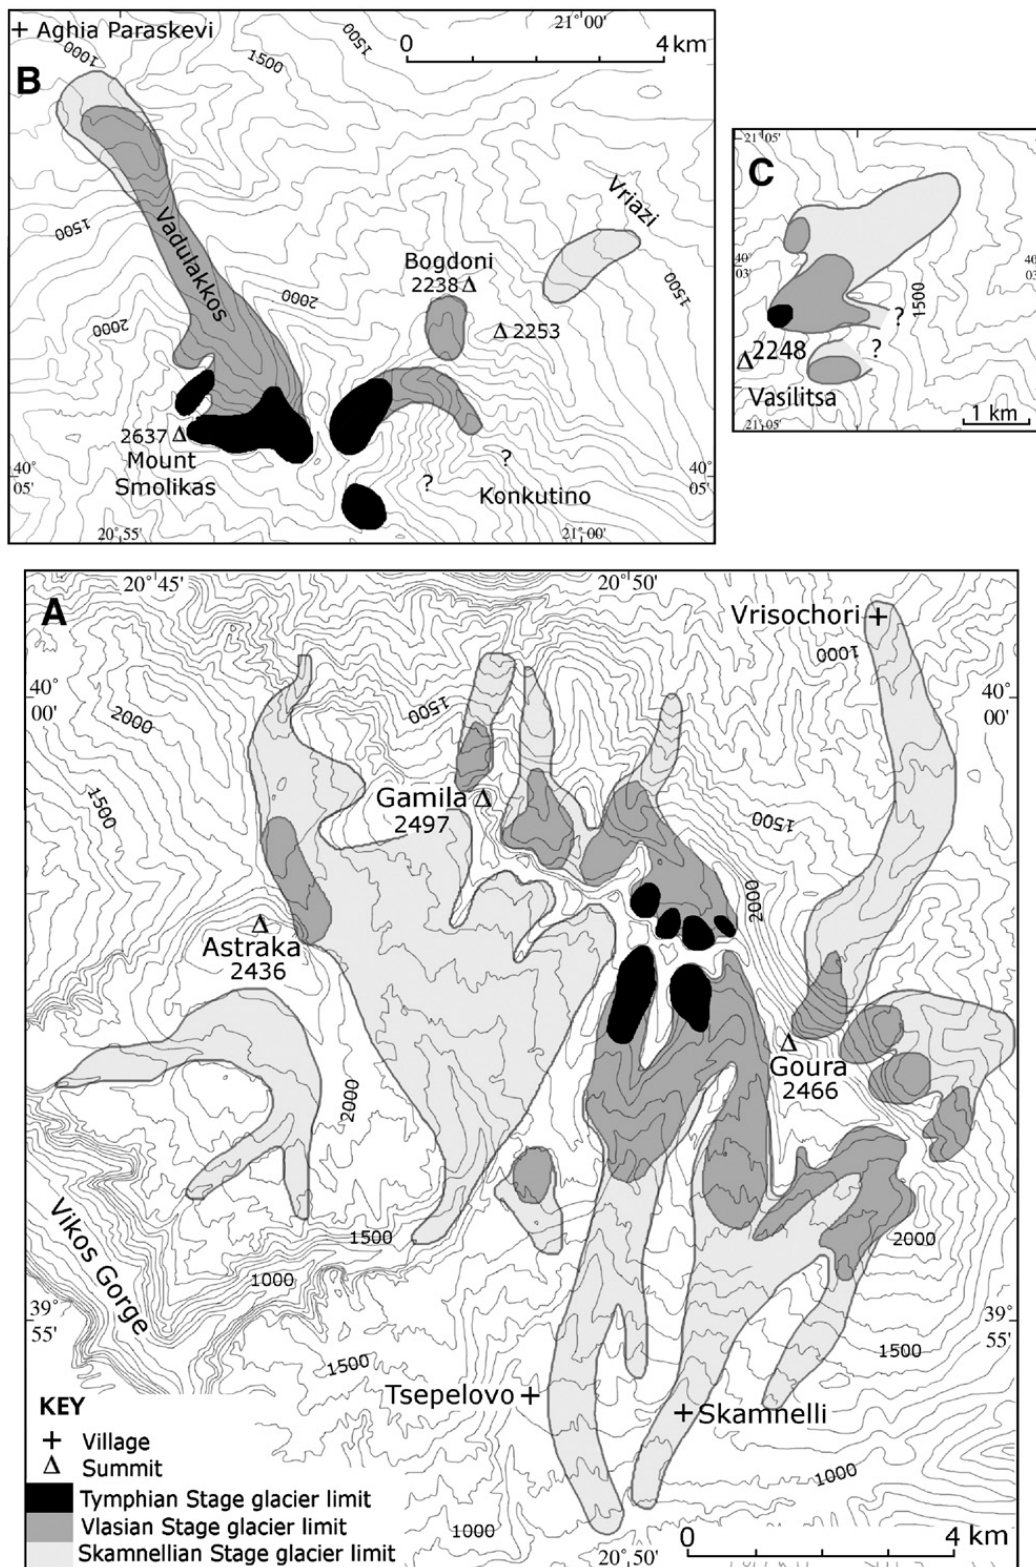 + Aghia Paraskevi
21° 00'
0 4 km
B
1000
1500
1500
Vriazi
1500
Vadulakkos
Bogdoni
2238 Δ
Δ 2253
2000
2000
1500
2637 Δ
Mount
Smolikas
?
?
Konkutino
40°
05'
40°
05'
20° 55'
21° 00'
C
21° 05'
40°
03'
40°
03'
1500
?
?
Δ 2248
Vasilitsa
21° 05'
1 km
A
20° 45'
20° 50'
Vrisochori +
1000
40°
00'
40°
00'
2000
1500
1500
Gamila Δ
2497
1500
2000
Δ
Astraka
2436
Δ
Goura
2466
2000
Vikos Gorge
1500
1000
2000
39°
55'
39°
55'
1500
1500
Tsepelovo +
+ Skamnelli
1000
1000
KEY
+ Village
Δ Summit
Tymphian Stage glacier limit
Vlasian Stage glacier limit
Skamnellian Stage glacier limit
20° 50'
0 4 km